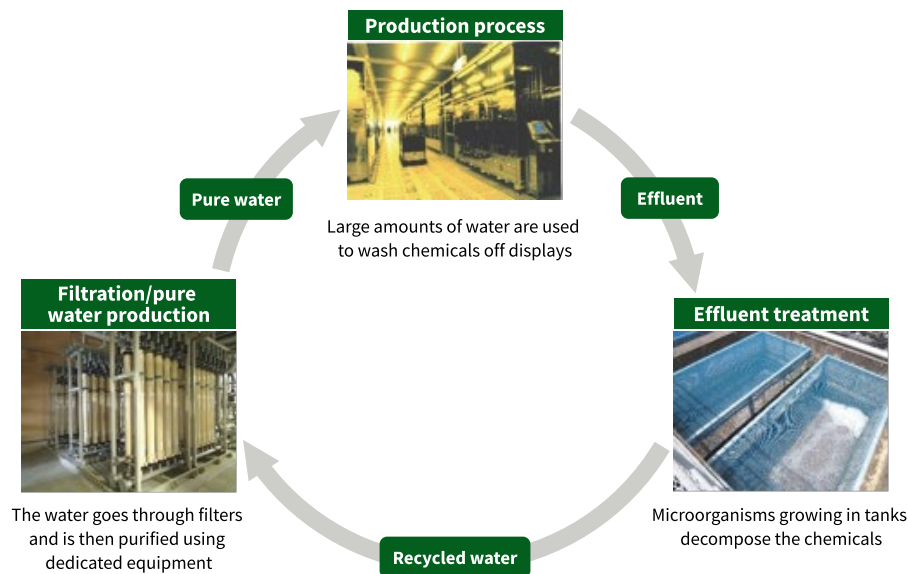 Production process
Large amounts of water are used
to wash chemicals off displays
Effluent
Effluent treatment
Microorganisms growing in tanks
decompose the chemicals
Recycled water
Filtration/pure
water production
The water goes through filters
and is then purified using
dedicated equipment
Pure water